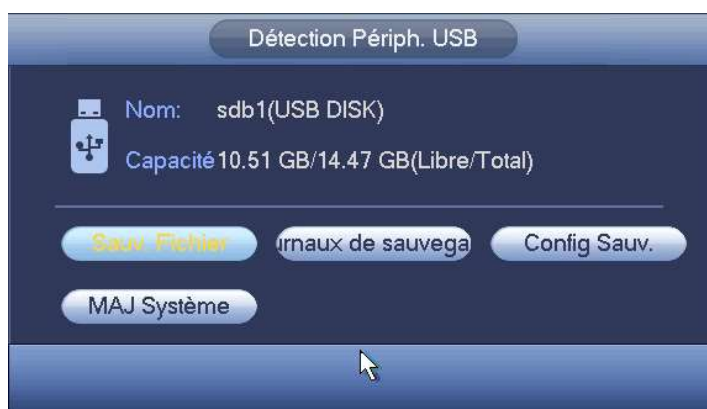 Détection Périph. USB
Nom: sdb1(USB DISK)
Capacité 10.51 GB/14.47 GB(Libre/Total)
Sauv. Fichier urnaux de sauvega Config Sauv.
MAJ Système